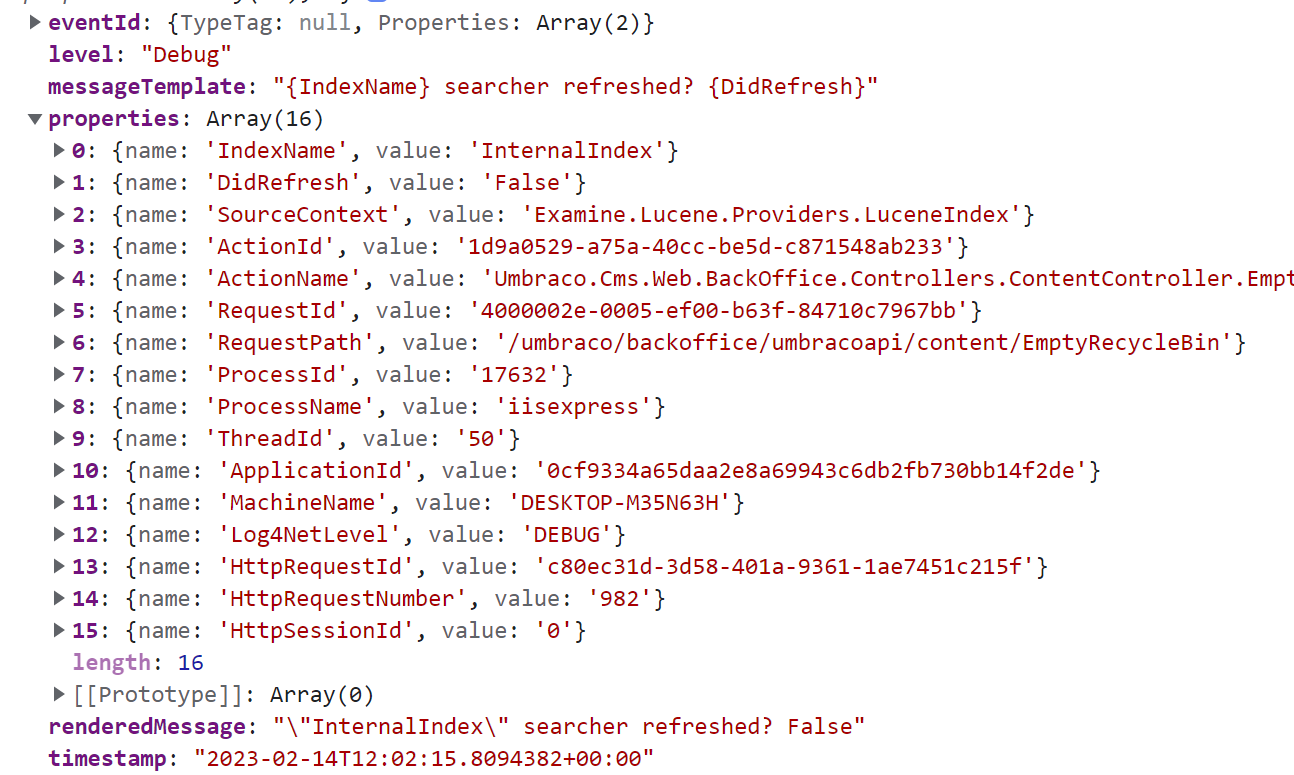 eventId: {TypeTag: null, Properties: Array(2)}
level: "Debug"
messageTemplate: "{IndexName} searcher refreshed? {DidRefresh}"
properties: Array(16)
0: {name: 'IndexName', value: 'InternalIndex'}
1: {name: 'DidRefresh', value: 'False'}
2: {name: 'SourceContext', value: 'Examine.Lucene.Providers.LuceneIndex'}
3: {name: 'ActionId', value: '1d9a0529-a75a-40cc-be5d-c871548ab233'}
4: {name: 'ActionName', value: 'Umbraco.Cms.Web.BackOffice.Controllers.ContentController.Empt
5: {name: 'RequestId', value: '4000002e-0005-ef00-b63f-84710c7967bb'}
6: {name: 'RequestPath', value: '/umbraco/backoffice/umbracoapi/content/EmptyRecycleBin'}
7: {name: 'ProcessId', value: '17632'}
8: {name: 'ProcessName', value: 'iisexpress'}
9: {name: 'ThreadId', value: '50'}
10: {name: 'ApplicationId', value: '0cf9334a65daa2e8a69943c6db2fb730bb14f2de'}
11: {name: 'MachineName', value: 'DESKTOP-M35N63H'}
12: {name: 'Log4NetLevel', value: 'DEBUG'}
13: {name: 'HttpRequestId', value: 'c80ec31d-3d58-401a-9361-1ae7451c215f'}
14: {name: 'HttpRequestNumber', value: '982'}
15: {name: 'HttpSessionId', value: '0'}
length: 16
[[Prototype]]: Array(0)
renderedMessage: "\"InternalIndex\" searcher refreshed? False"
timestamp: "2023-02-14T12:02:15.8094382+00:00"